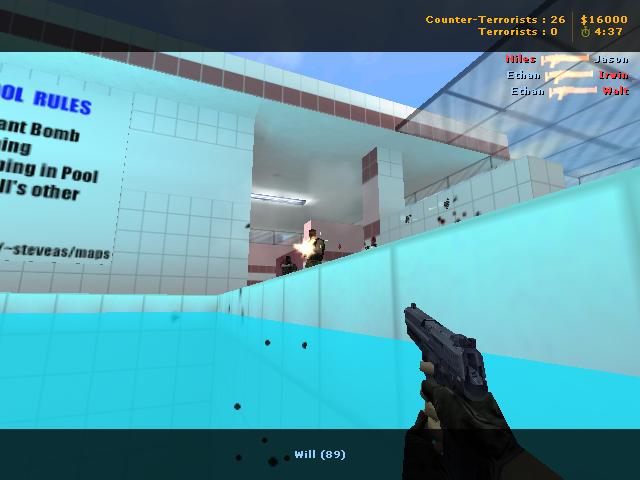 Counter-Terrorists : 26 $16000
Terrorists : 0 4:37
Niles Jason
Ethan Irwin
Ethan Walt
OL RULES
ant Bomb
ing
ing in Pool
ll's other
/~steveas/maps
Will (89)